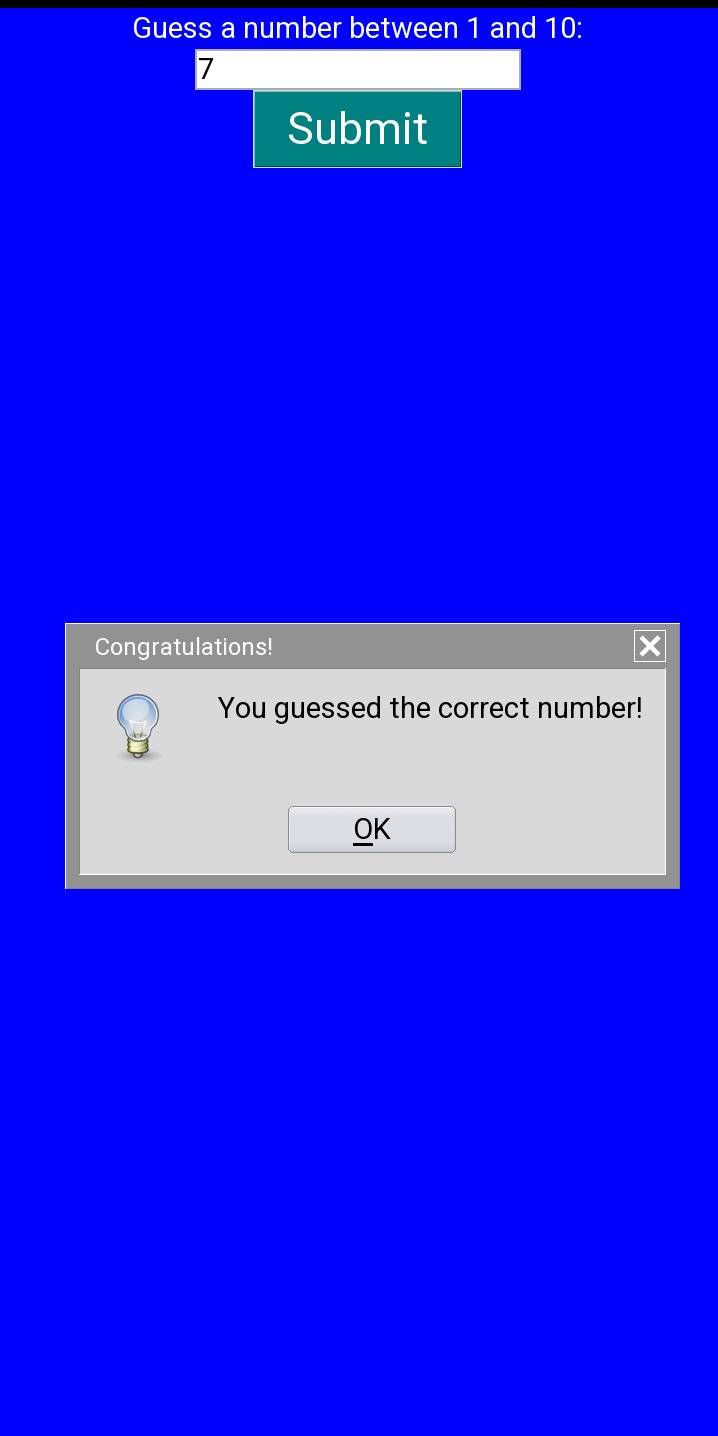 Guess a number between 1 and 10:
7
Submit
Congratulations!
You guessed the correct number!
OK